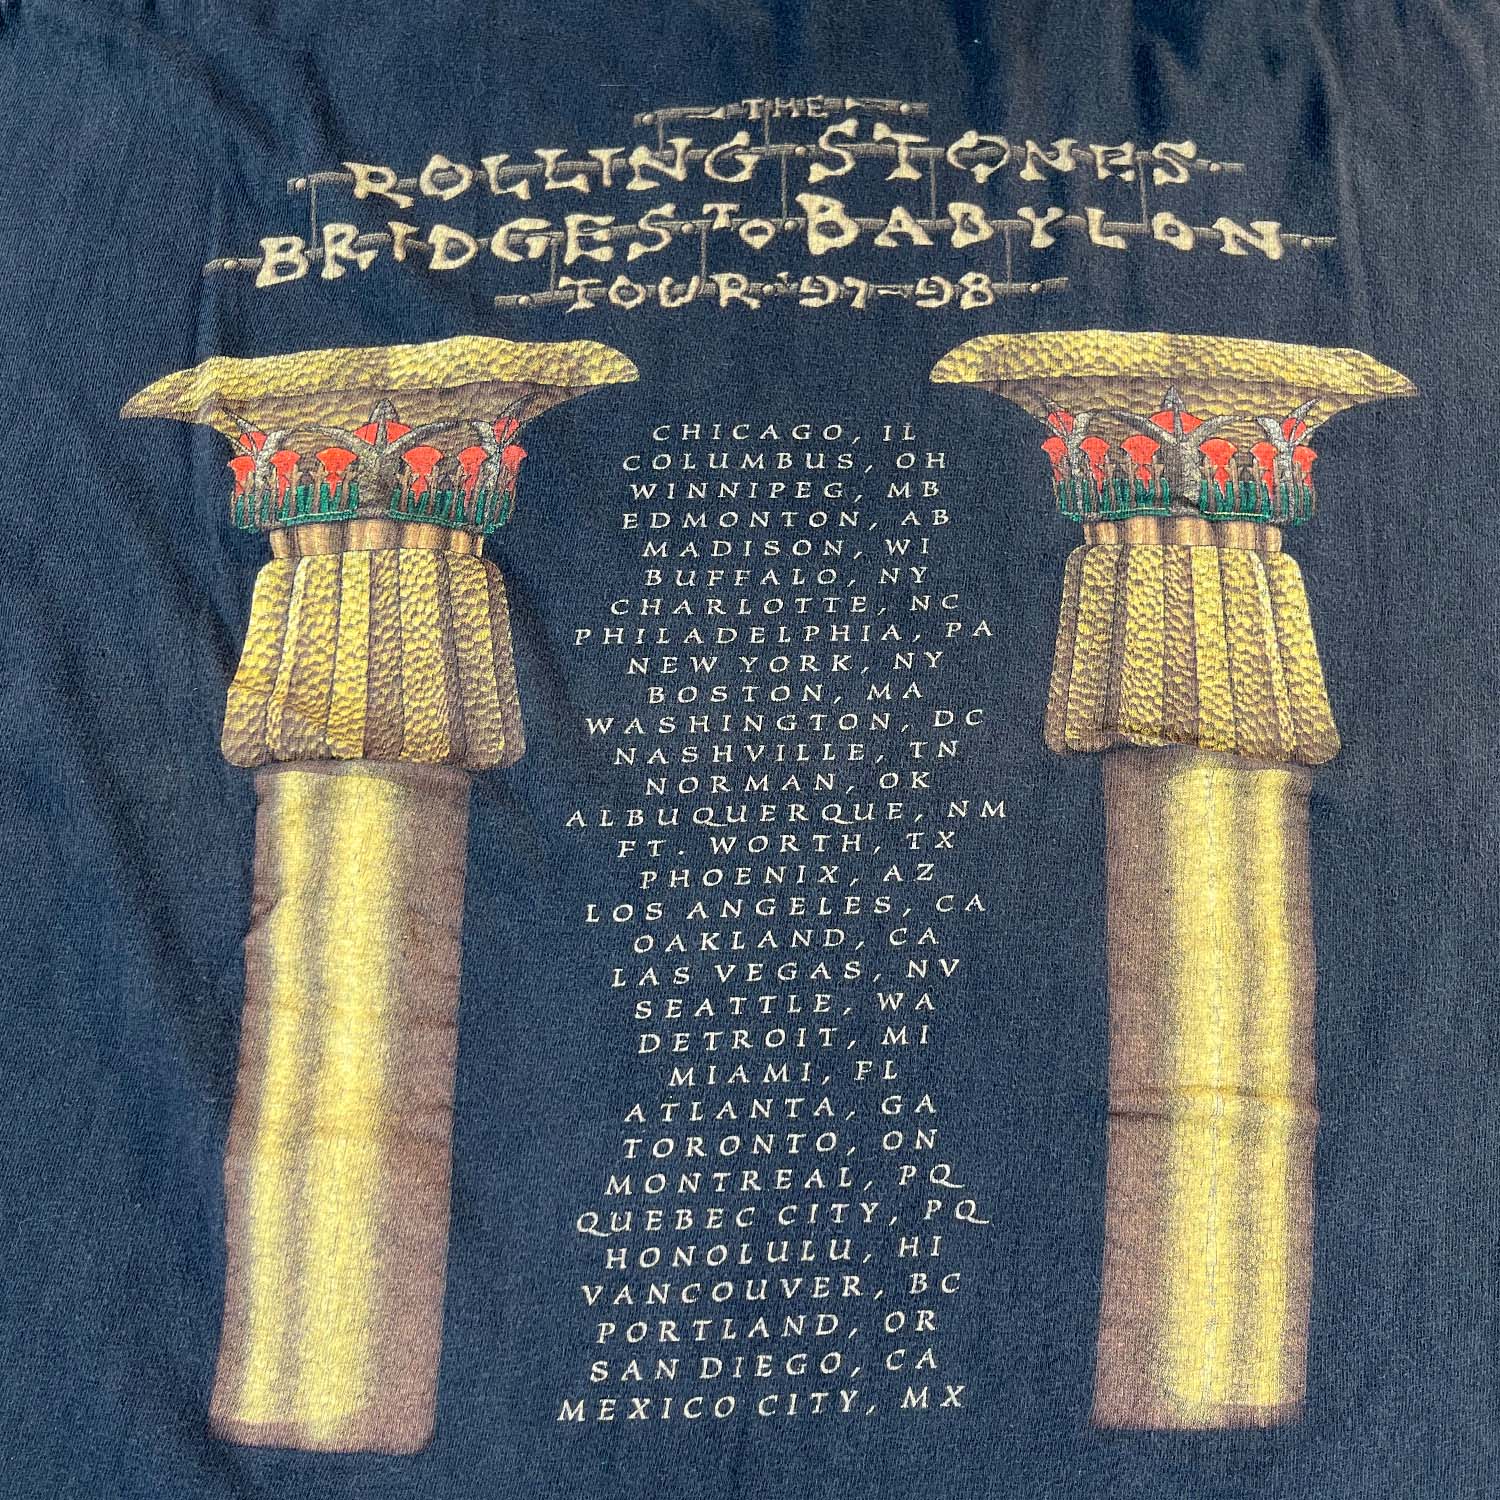 THE
ROLLING STONES
BRIDGES TO BABYLON
TOUR '97-98
CHICAGO, IL
COLUMBUS, OH
WINNIPEG, MB
EDMONTON, AB
MADISON, WI
BUFFALO, NY
CHARLOTTE, NC
PHILADELPHIA, PA
NEW YORK, NY
BOSTON, MA
WASHINGTON, DC
NASHVILLE, TN
NORMAN, OK
ALBUQUERQUE, NM
FT. WORTH, TX
PHOENIX, AZ
LOS ANGELES, CA
OAKLAND, CA
LAS VEGAS, NV
SEATTLE, WA
DETROIT, MI
MIAMI, FL
ATLANTA, GA
TORONTO, ON
MONTREAL, PQ
QUEBEC CITY, PQ
HONOLULU, HI
VANCOUVER, BC
PORTLAND, OR
SAN DIEGO, CA
MEXICO CITY, MX